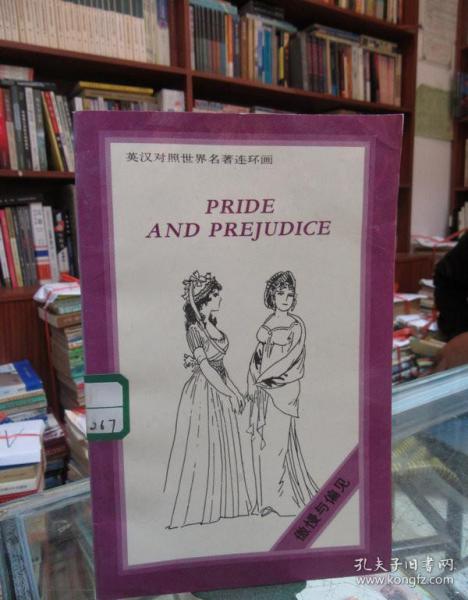 英汉对照世界名著连环画
PRIDE
AND PREJUDICE
267
傲慢与偏见
孔夫子旧书网
www.kongfz.com